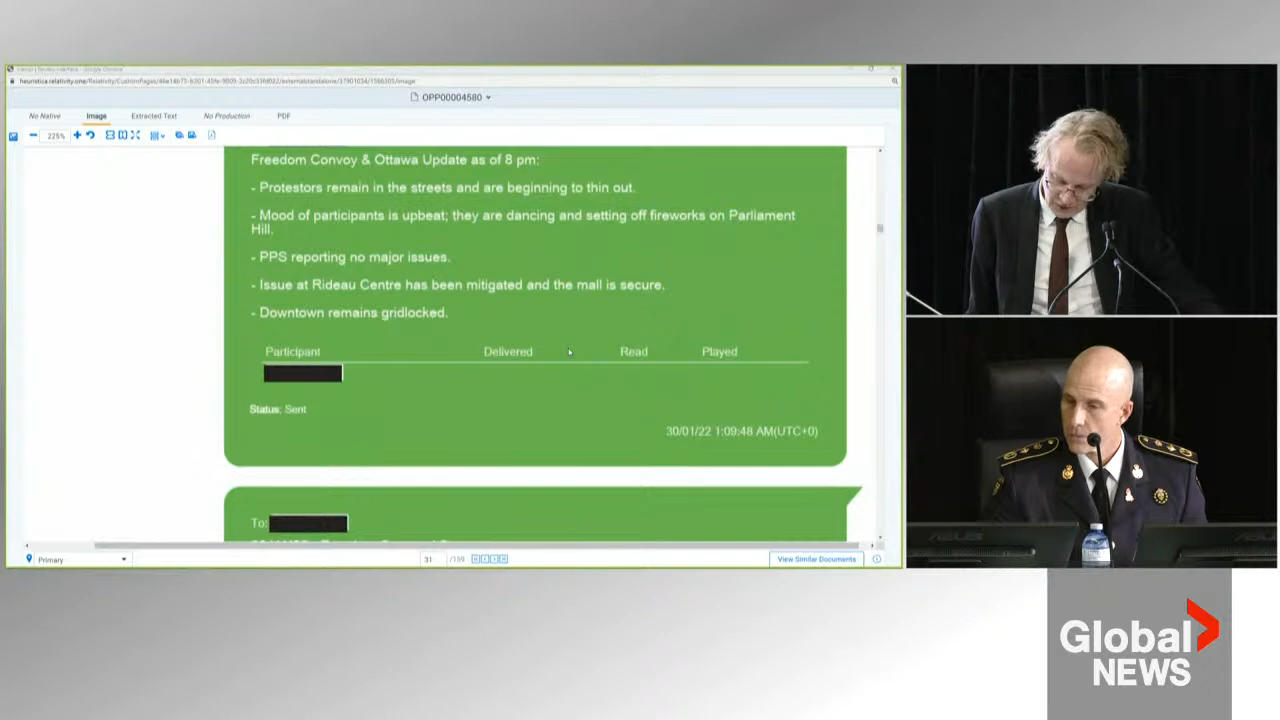 OPP00004580
No Native Image Extracted Text No Production PDF
225%
Freedom Convoy & Ottawa Update as of 8 pm:
- Protestors remain in the streets and are beginning to thin out.
- Mood of participants is upbeat; they are dancing and setting off fireworks on Parliament
Hill.
- PPS reporting no major issues.
- Issue at Rideau Centre has been mitigated and the mall is secure.
- Downtown remains gridlocked.
Participant Delivered Read Played
Status: Sent
30/01/22 1:09:48 AM(UTC+0)
To:
Primary 31 /159 View Similar Documents
ASUS
Global
NEWS